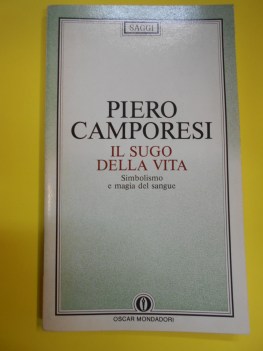 SAGGI
PIERO
CAMPORESI
IL SUGO
DELLA VITA
Simbolismo
e magia del sangue
OSCAR MONDADORI